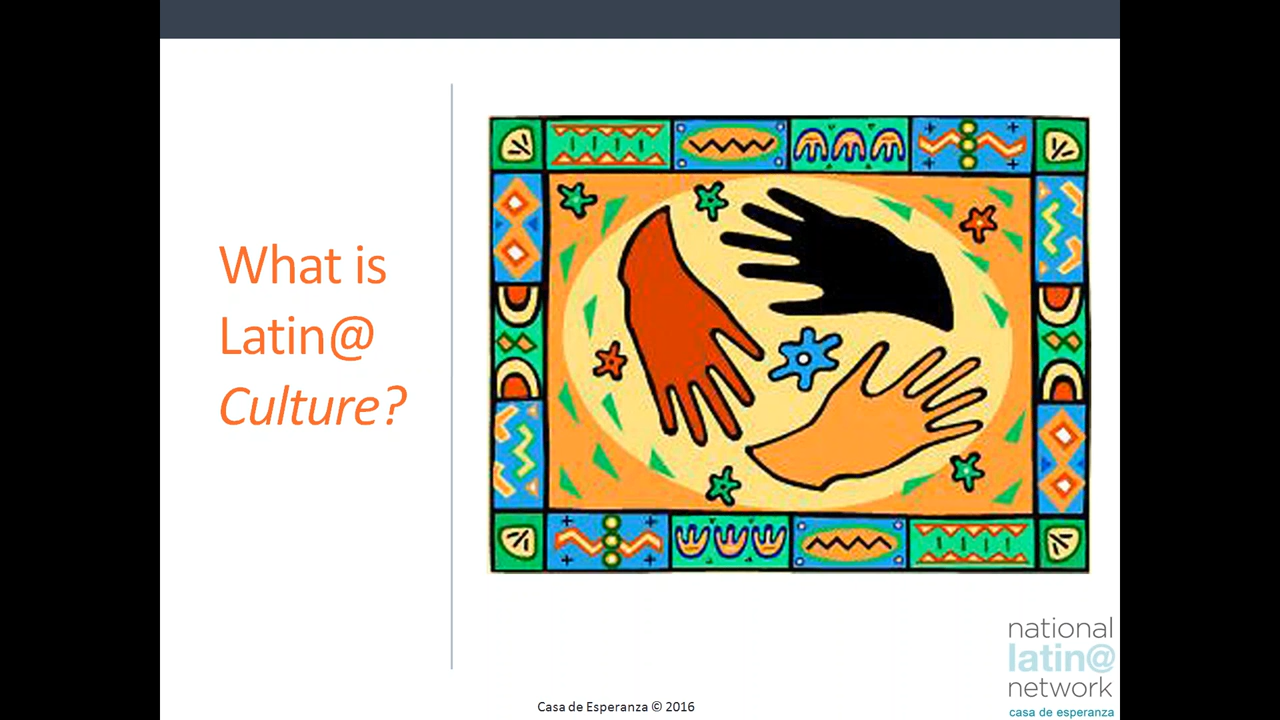 What is
Latin@
Culture?
national
latin@
network
casa de esperanza
Casa de Esperanza © 2016